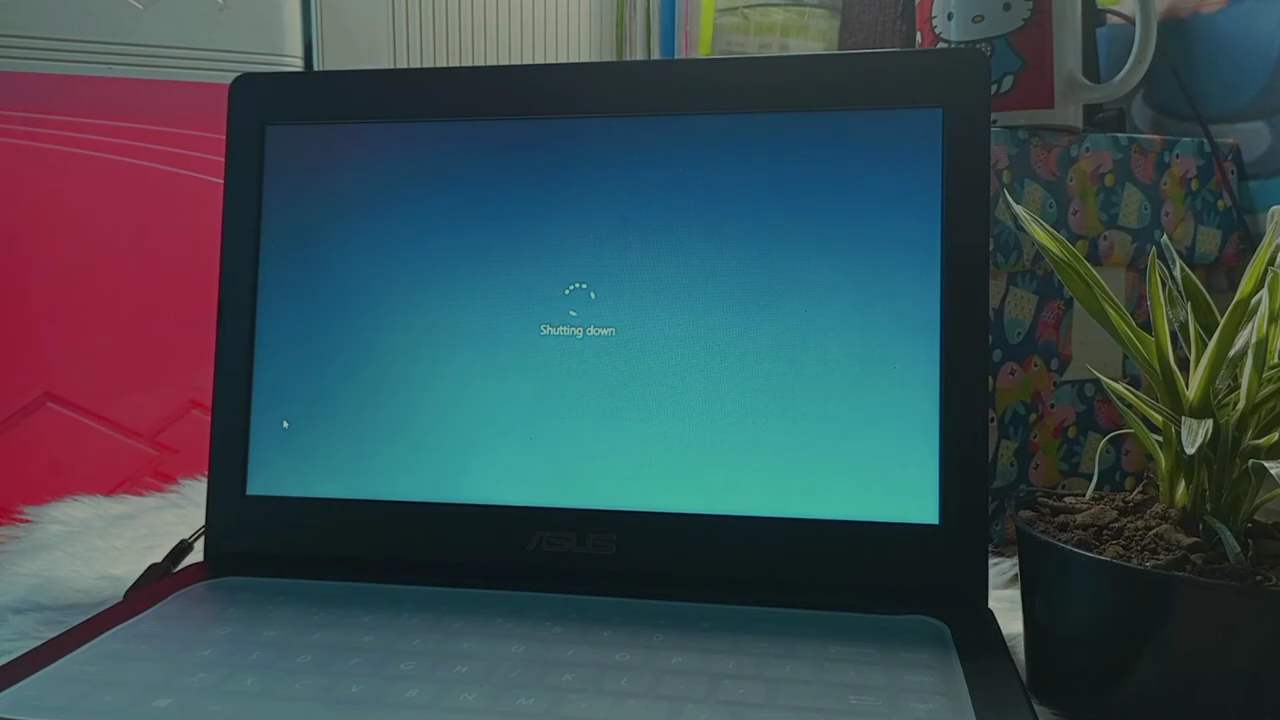 Shutting down
ASUS
Q W E R T Y U I O P
A S D F G H J K L
Z X C V B N M